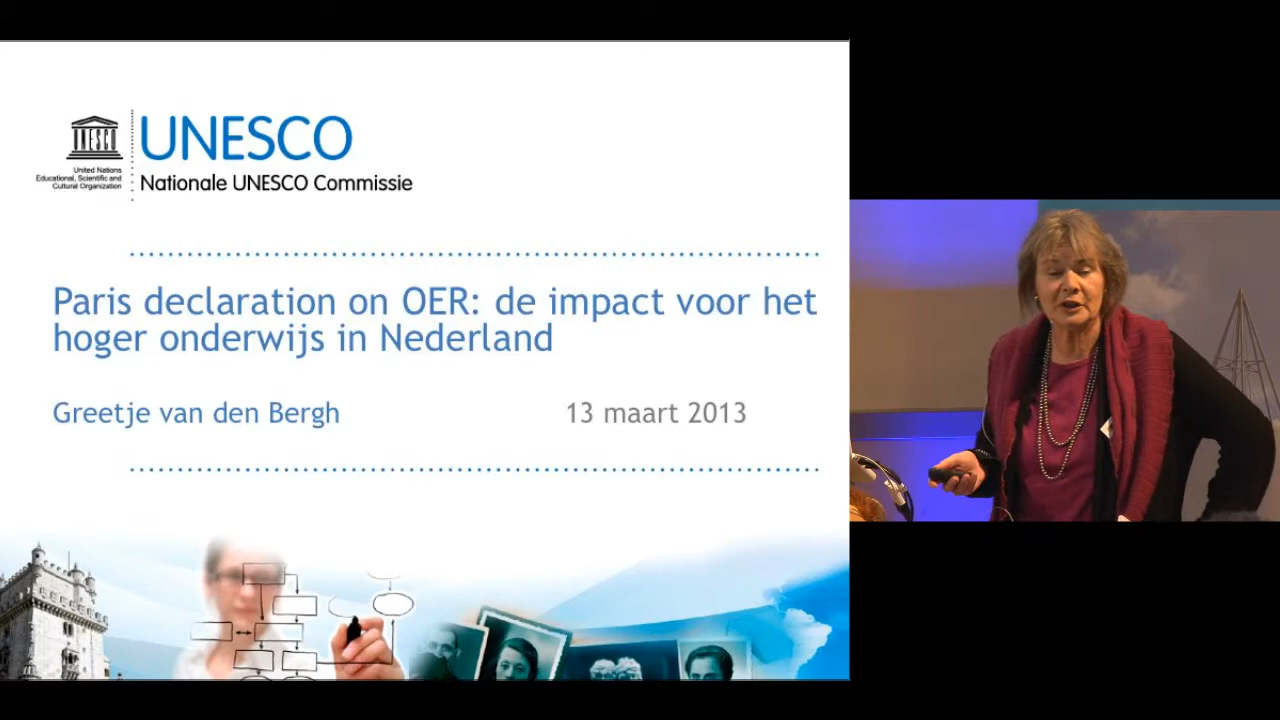 UNESCO
United Nations
Educational, Scientific and
Cultural Organization
UNESCO
Nationale UNESCO Commissie
Paris declaration on OER: de impact voor het
hoger onderwijs in Nederland
Greetje van den Bergh 13 maart 2013